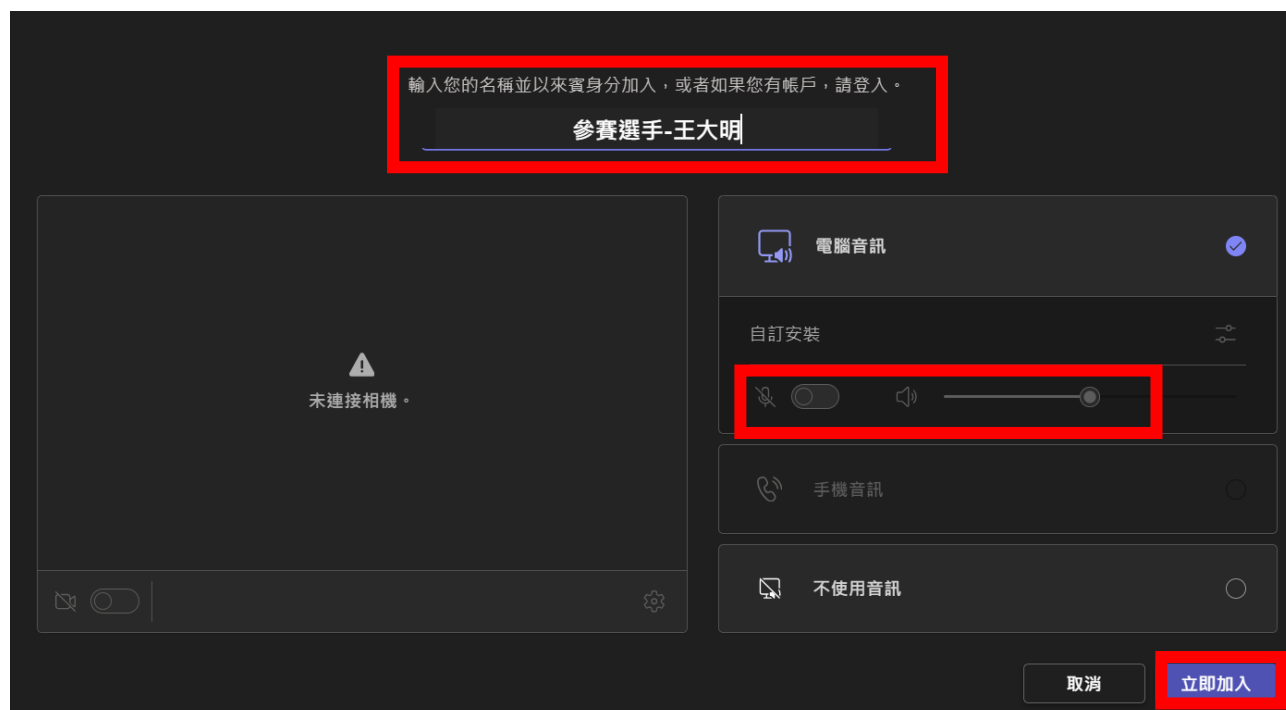 輸入您的名稱並以來賓身分加入，或者如果您有帳戶，請登入。
參賽選手-王大明
未連接相機。
電腦音訊
自訂安裝
手機音訊
不使用音訊
取消
立即加入